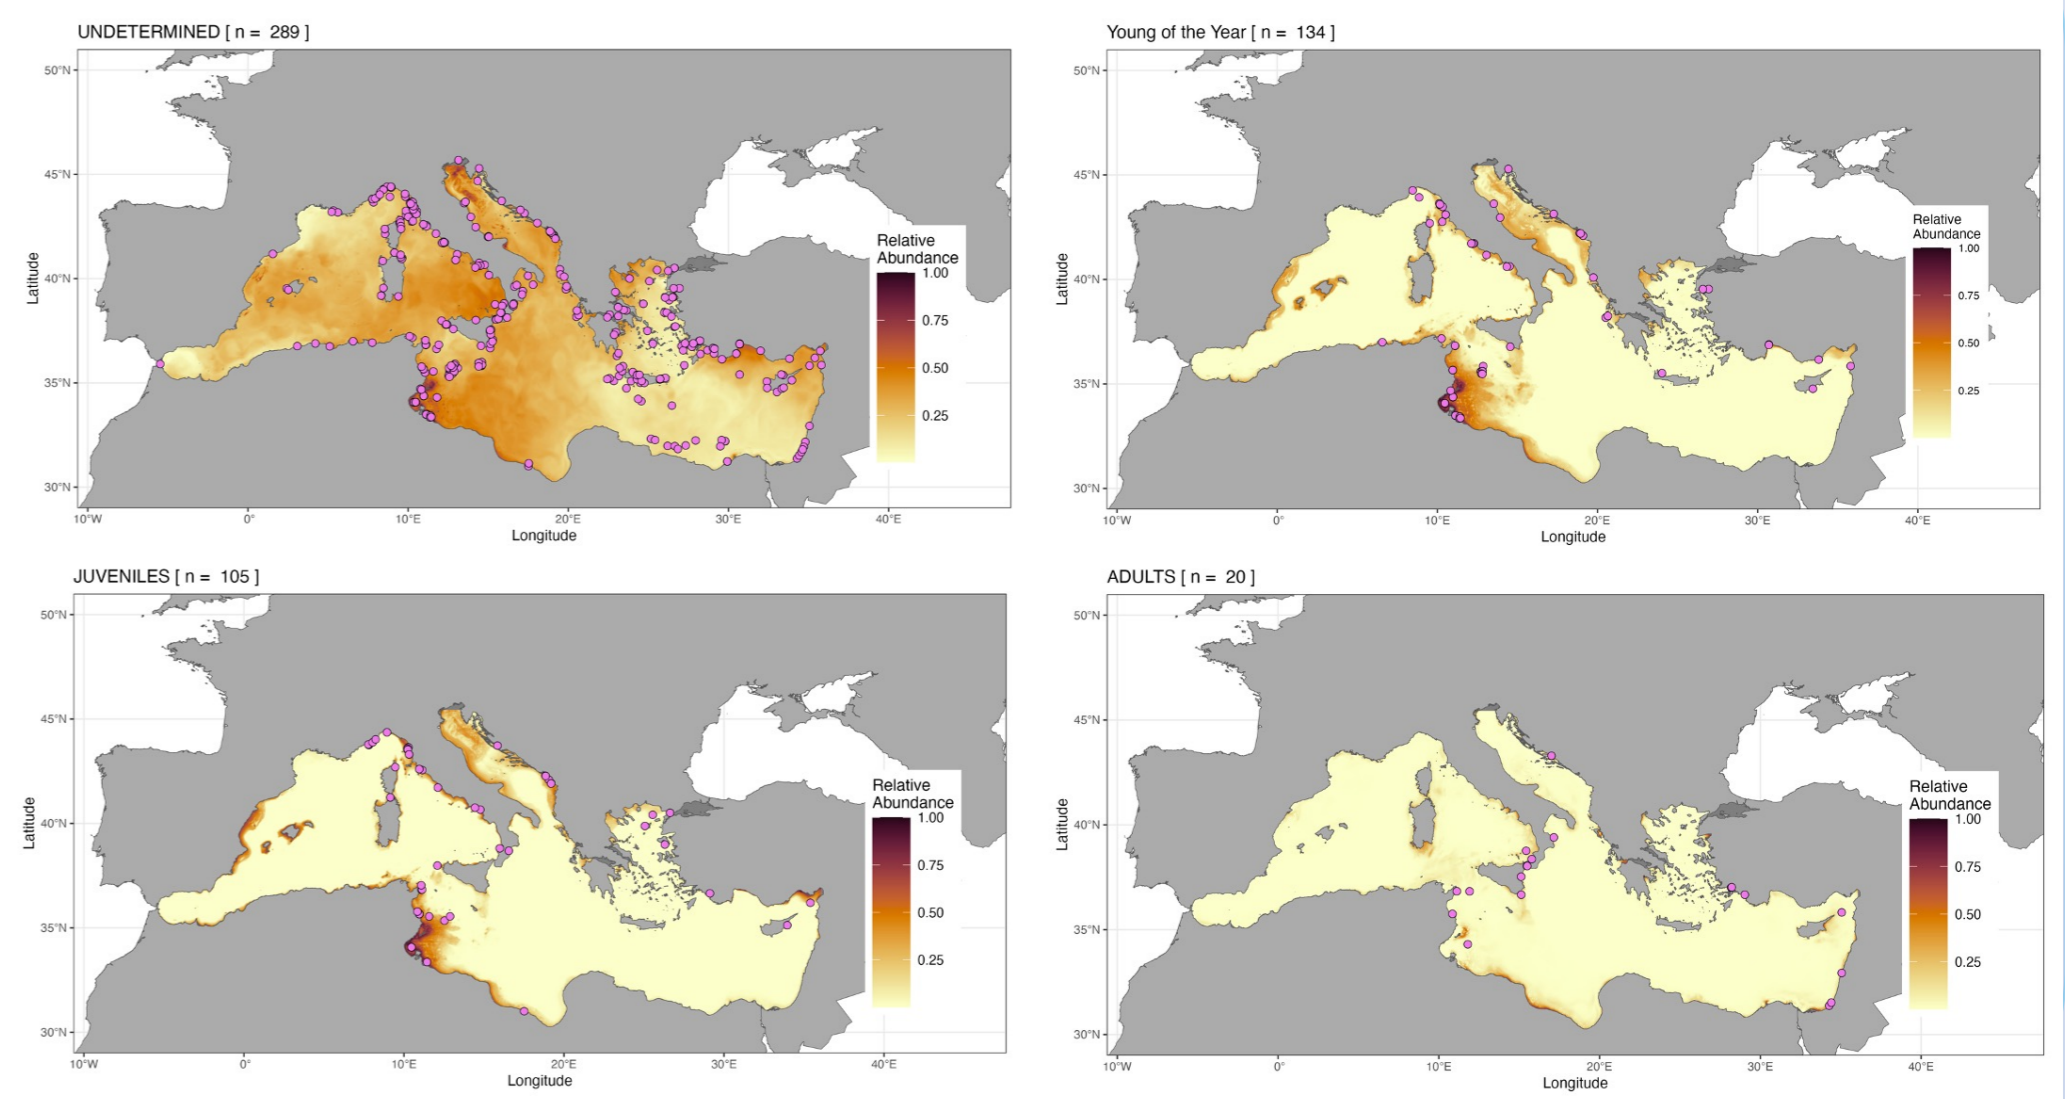 UNDETERMINED [ n = 289 ]
50°N
45°N
40°N
35°N
30°N
Latitude
10°W
0°
10°E
20°E
30°E
40°E
Longitude
Relative
Abundance
1.00
0.75
0.50
0.25
Young of the Year [ n = 134 ]
50°N
45°N
40°N
35°N
30°N
Latitude
10°W
0°
10°E
20°E
30°E
40°E
Longitude
Relative
Abundance
1.00
0.75
0.50
0.25
JUVENILES [ n = 105 ]
50°N
45°N
40°N
35°N
30°N
Latitude
10°W
0°
10°E
20°E
30°E
40°E
Longitude
Relative
Abundance
1.00
0.75
0.50
0.25
ADULTS [ n = 20 ]
50°N
45°N
40°N
35°N
30°N
Latitude
10°W
0°
10°E
20°E
30°E
40°E
Longitude
Relative
Abundance
1.00
0.75
0.50
0.25